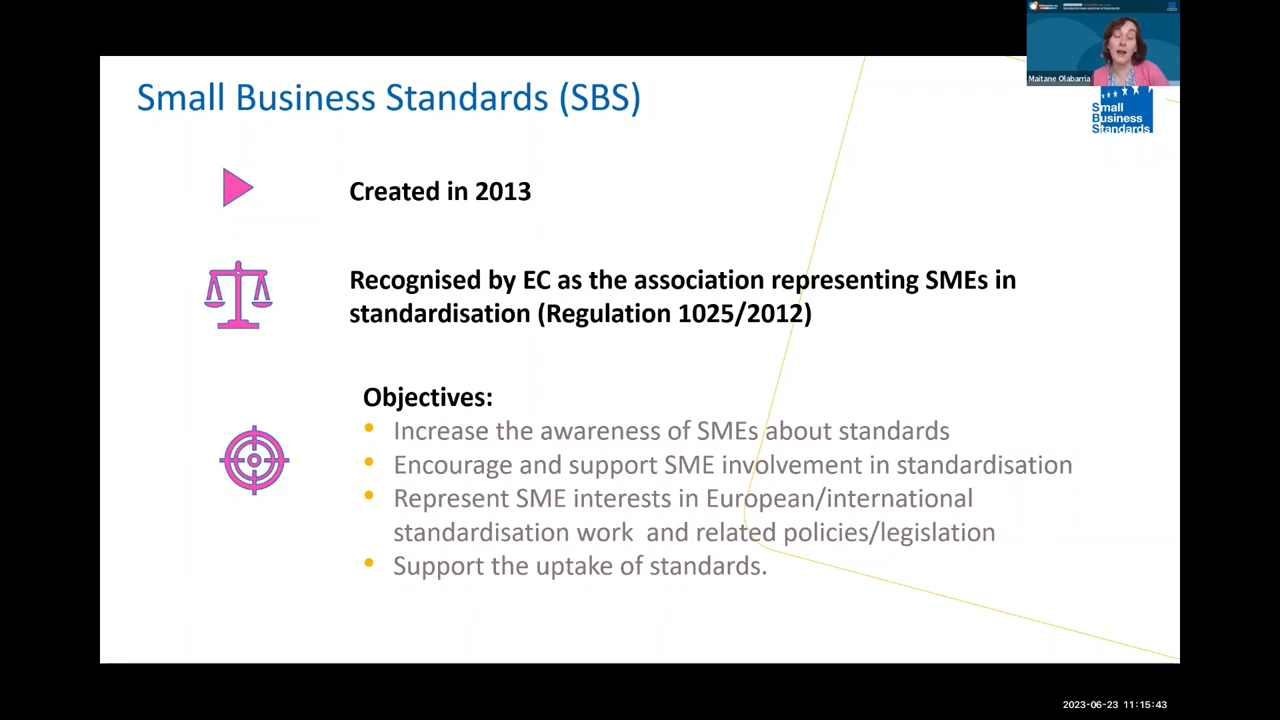 Small Business Standards (SBS)
Maitane Olabarria
Small
Business
Standards
Created in 2013
Recognised by EC as the association representing SMEs in
standardisation (Regulation 1025/2012)
Objectives:
• Increase the awareness of SMEs about standards
• Encourage and support SME involvement in standardisation
• Represent SME interests in European/international
standardisation work and related policies/legislation
• Support the uptake of standards.
2023-06-23 11:15:43